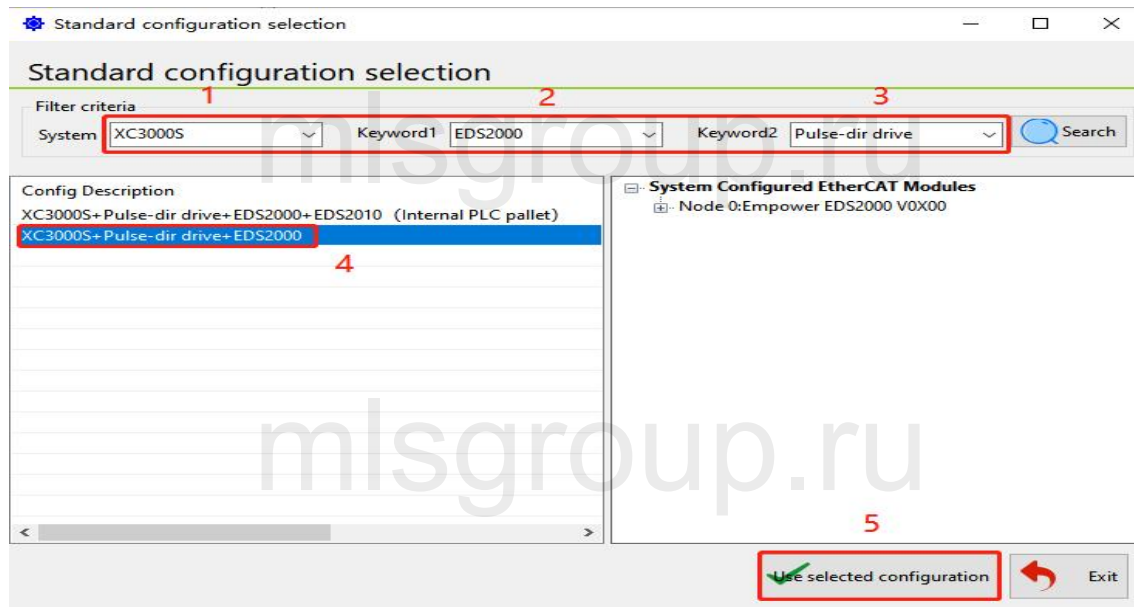 Standard configuration selection
Standard configuration selection
1 2 3
Filter criteria
System XC3000S Keyword1 EDS2000 Keyword2 Pulse-dir drive Search
mlsgroup.ru
Config Description
XC3000S+Pulse-dir drive+EDS2000+EDS2010 (Internal PLC pallet)
XC3000S+Pulse-dir drive+EDS2000
4
System Configured EtherCAT Modules
Node 0:Empower EDS2000 V0X00
mlsgroup.ru
5
Use selected configuration Exit